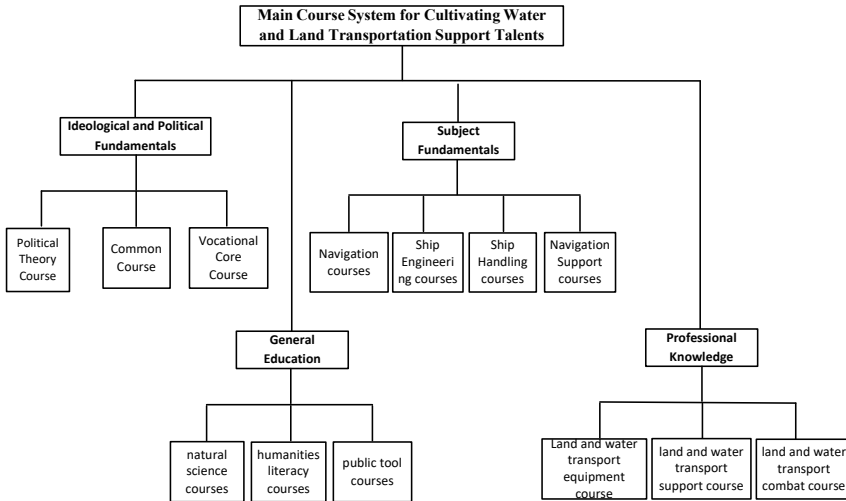 Main Course System for Cultivating Water
and Land Transportation Support Talents
Ideological and Political
Fundamentals
Subject
Fundamentals
Political
Theory
Course
Common
Course
Vocational
Core
Course
Navigation
courses
Ship
Engineeri
ng courses
Ship
Handling
courses
Navigation
Support
courses
General
Education
Professional
Knowledge
natural
science
courses
humanities
literacy
courses
public tool
courses
Land and water
transport
equipment
course
land and water
transport
support course
land and water
transport
combat course